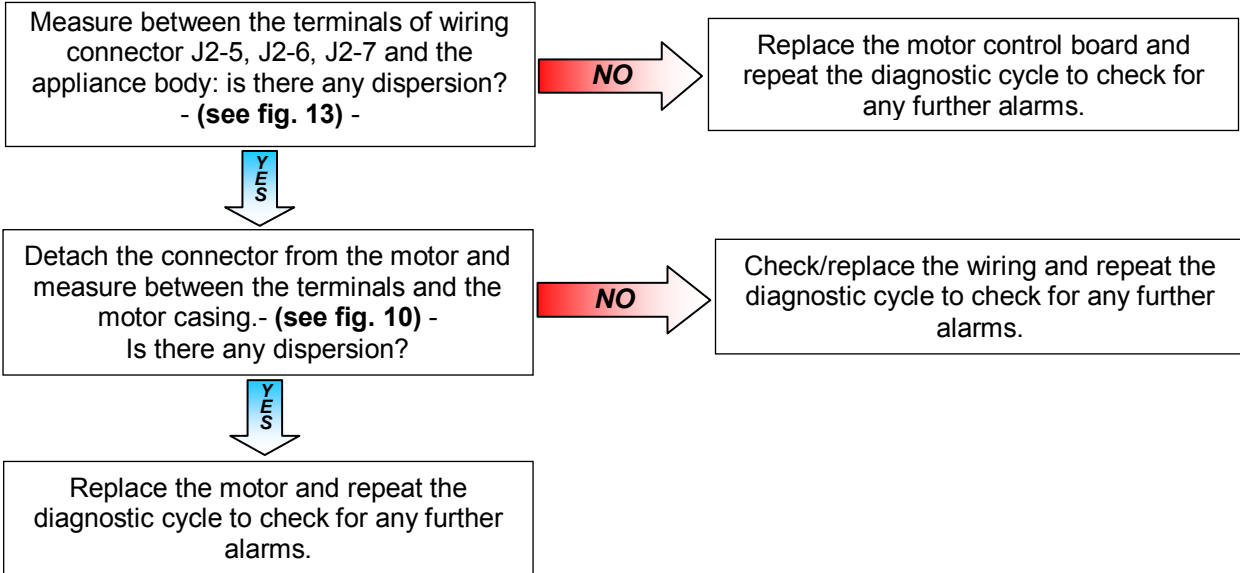 Measure between the terminals of wiring
connector J2-5, J2-6, J2-7 and the
appliance body: is there any dispersion?
- (see fig. 13) -
NO
Replace the motor control board and
repeat the diagnostic cycle to check for
any further alarms.
YES
Detach the connector from the motor and
measure between the terminals and the
motor casing.- (see fig. 10) -
Is there any dispersion?
NO
Check/replace the wiring and repeat the
diagnostic cycle to check for any further
alarms.
YES
Replace the motor and repeat the
diagnostic cycle to check for any further
alarms.